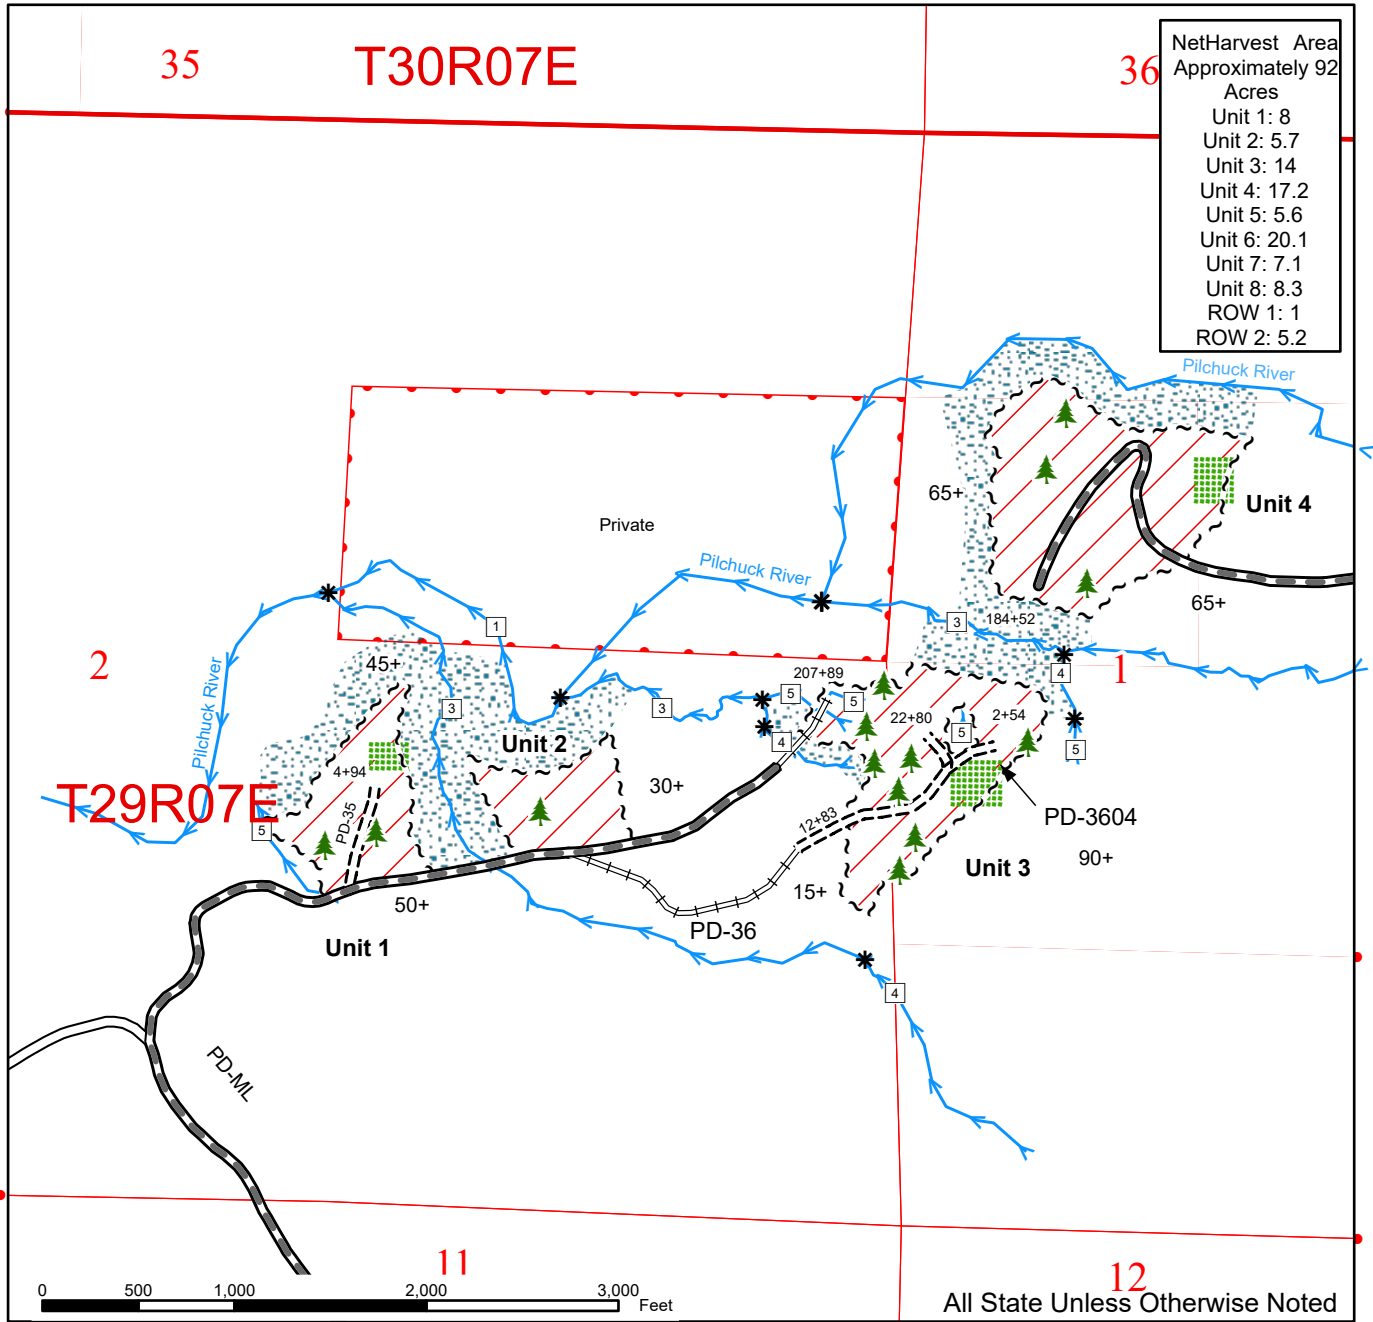 35
T30R07E
36
NetHarvest Area
Approximately 92
Acres
Unit 1: 8
Unit 2: 5.7
Unit 3: 14
Unit 4: 17.2
Unit 5: 5.6
Unit 6: 20.1
Unit 7: 7.1
Unit 8: 8.3
ROW 1: 1
ROW 2: 5.2
Pilchuck River
65+
Unit 4
Private
Pilchuck River
65+
1
3
184+52
2
Pilchuck River
45+
207+89
4
1
3
3
5
5
22+80
2+54
5
5
Unit 2
4
4+94
30+
T29R07E
PD-35
5
12+83
PD-3604
90+
Unit 3
15+
50+
PD-36
Unit 1
4
PD-ML
11
12
0 500 1,000 2,000 3,000
Feet
All State Unless Otherwise Noted